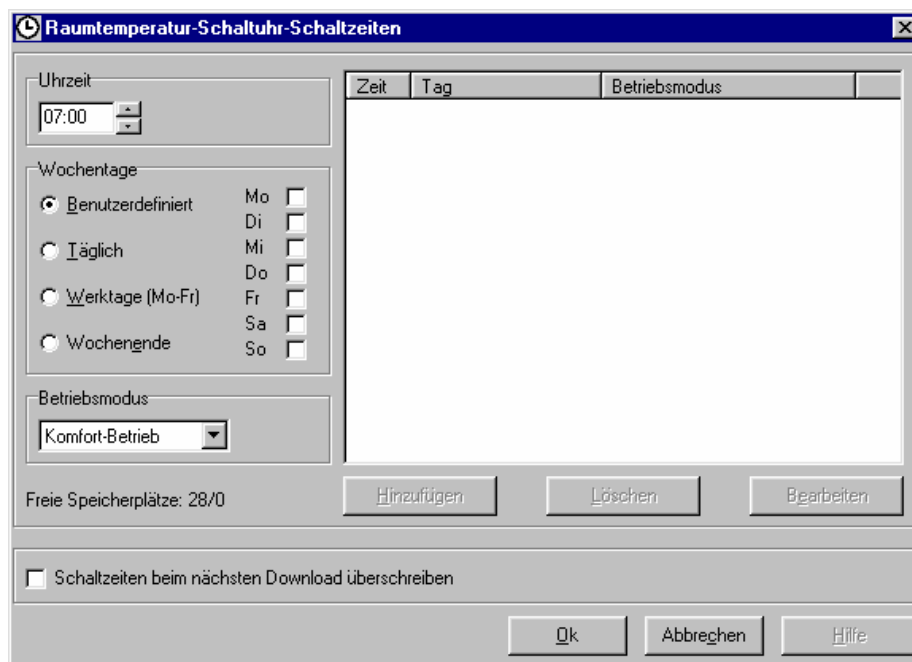 Raumtemperatur-Schaltuhr-Schaltzeiten
Uhrzeit
07:00
Wochentage
Benutzerdefiniert
Täglich
Werktage (Mo-Fr)
Wochenende
Mo
Di
Mi
Do
Fr
Sa
So
Betriebsmodus
Komfort-Betrieb
Freie Speicherplätze: 28/0
Zeit Tag Betriebsmodus
Hinzufügen Löschen Bearbeiten
Schaltzeiten beim nächsten Download überschreiben
Ok Abbrechen Hilfe